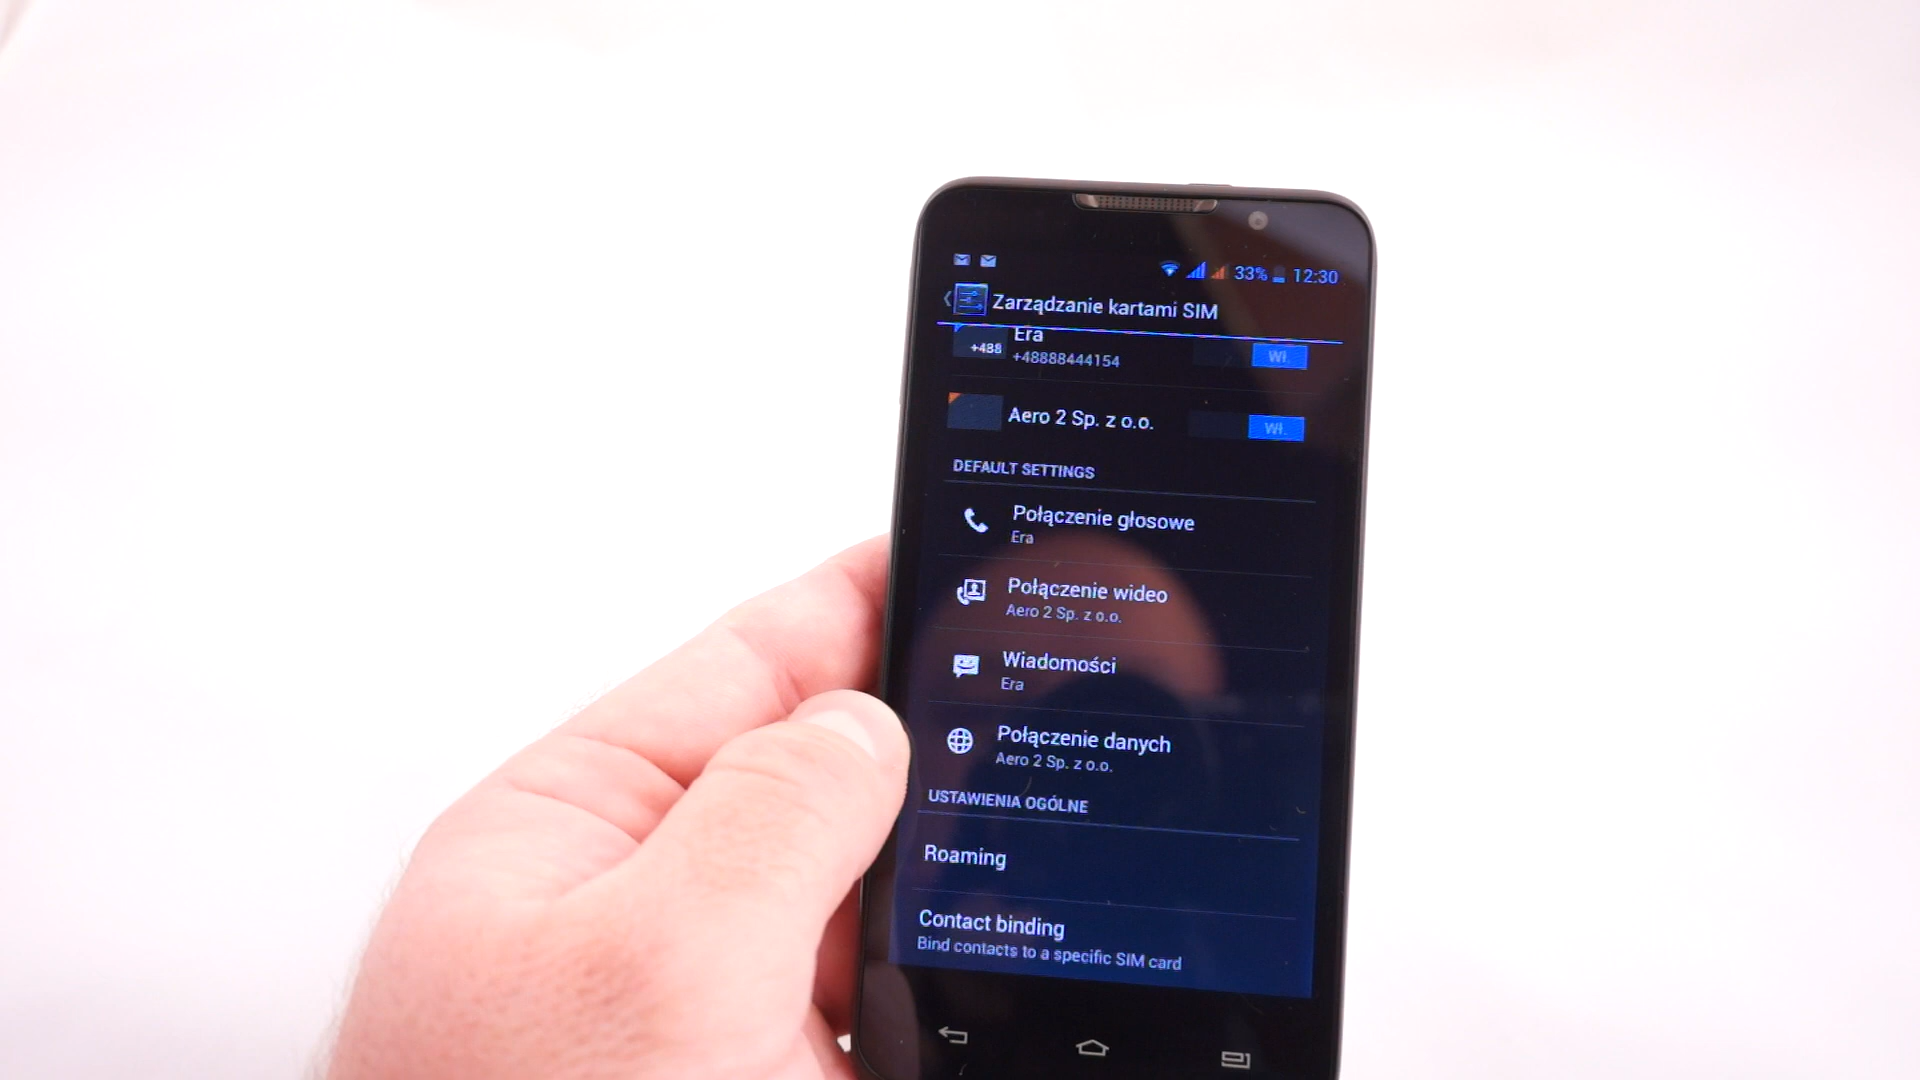 33% 12:30
Zarządzanie kartami SIM
Era
+488
+48888444154
Wł.
Aero 2 Sp. z o.o.
Wł.
DEFAULT SETTINGS
Połączenie głosowe
Era
Połączenie wideo
Aero 2 Sp. z o.o.
Wiadomości
Era
Połączenie danych
Aero 2 Sp. z o.o.
USTAWIENIA OGÓLNE
Roaming
Contact binding
Bind contacts to a specific SIM card